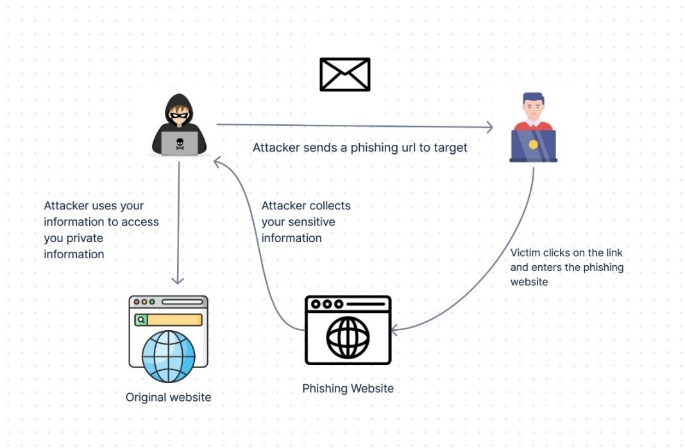 Attacker sends a phishing url to target
Attacker uses your
information to access
you private
information
Attacker collects
your sensitive
information
Victim clicks on the link
and enters the phishing
website
Original website
Phishing Website